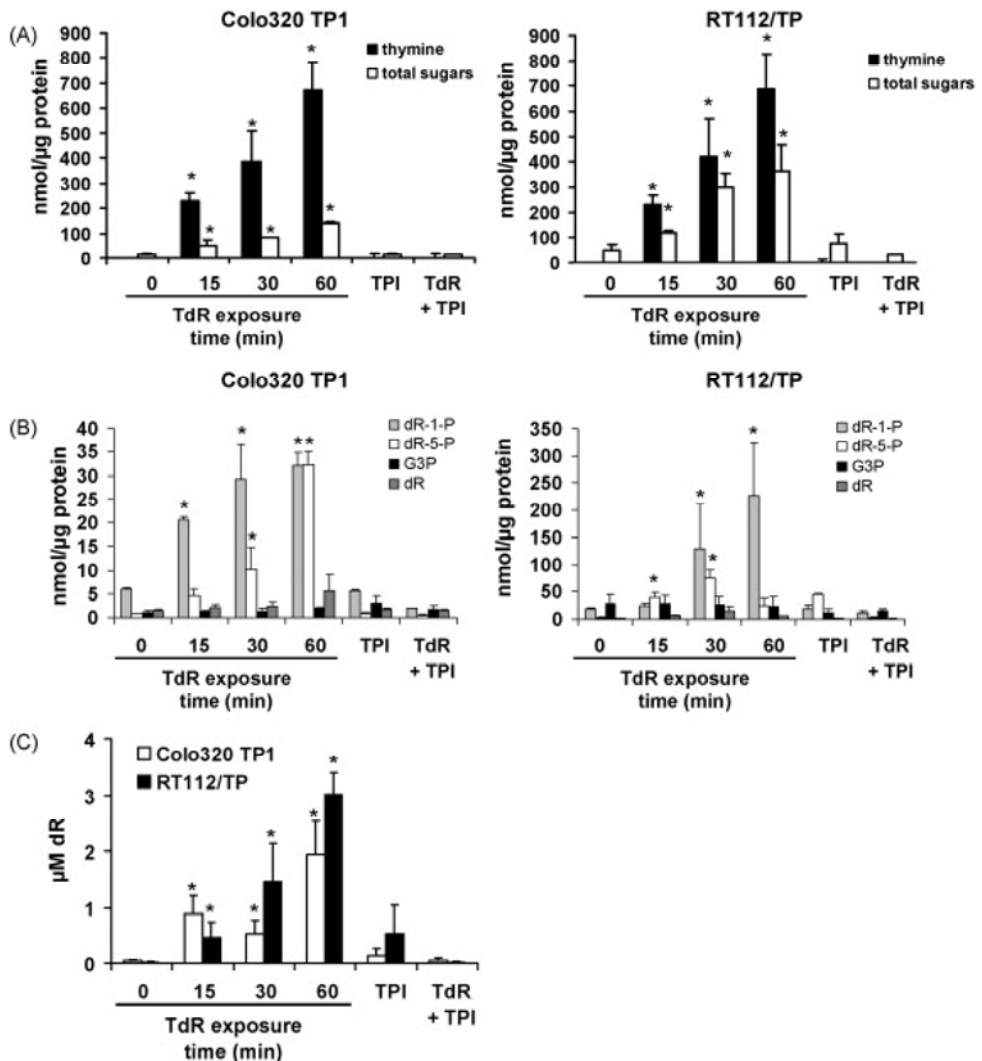 (A)
Colo320 TP1
nmol/µg protein
900
800
700
600
500
400
300
200
100
0
thymine
total sugars
* * * * * *
0 15 30 60 TPI TdR
+ TPI
TdR exposure
time (min)
RT112/TP
nmol/µg protein
900
800
700
600
500
400
300
200
100
0
thymine
total sugars
* * * * * *
0 15 30 60 TPI TdR
+ TPI
TdR exposure
time (min)
(B)
Colo320 TP1
nmol/µg protein
40
35
30
25
20
15
10
5
0
dR-1-P
dR-5-P
G3P
dR
* * * * *
0 15 30 60 TPI TdR
+ TPI
TdR exposure
time (min)
RT112/TP
nmol/µg protein
350
300
250
200
150
100
50
0
dR-1-P
dR-5-P
G3P
dR
* * * *
0 15 30 60 TPI TdR
+ TPI
TdR exposure
time (min)
(C)
µM dR
4
3
2
1
0
Colo320 TP1
RT112/TP
* * * * * *
0 15 30 60 TPI TdR
+ TPI
TdR exposure
time (min)